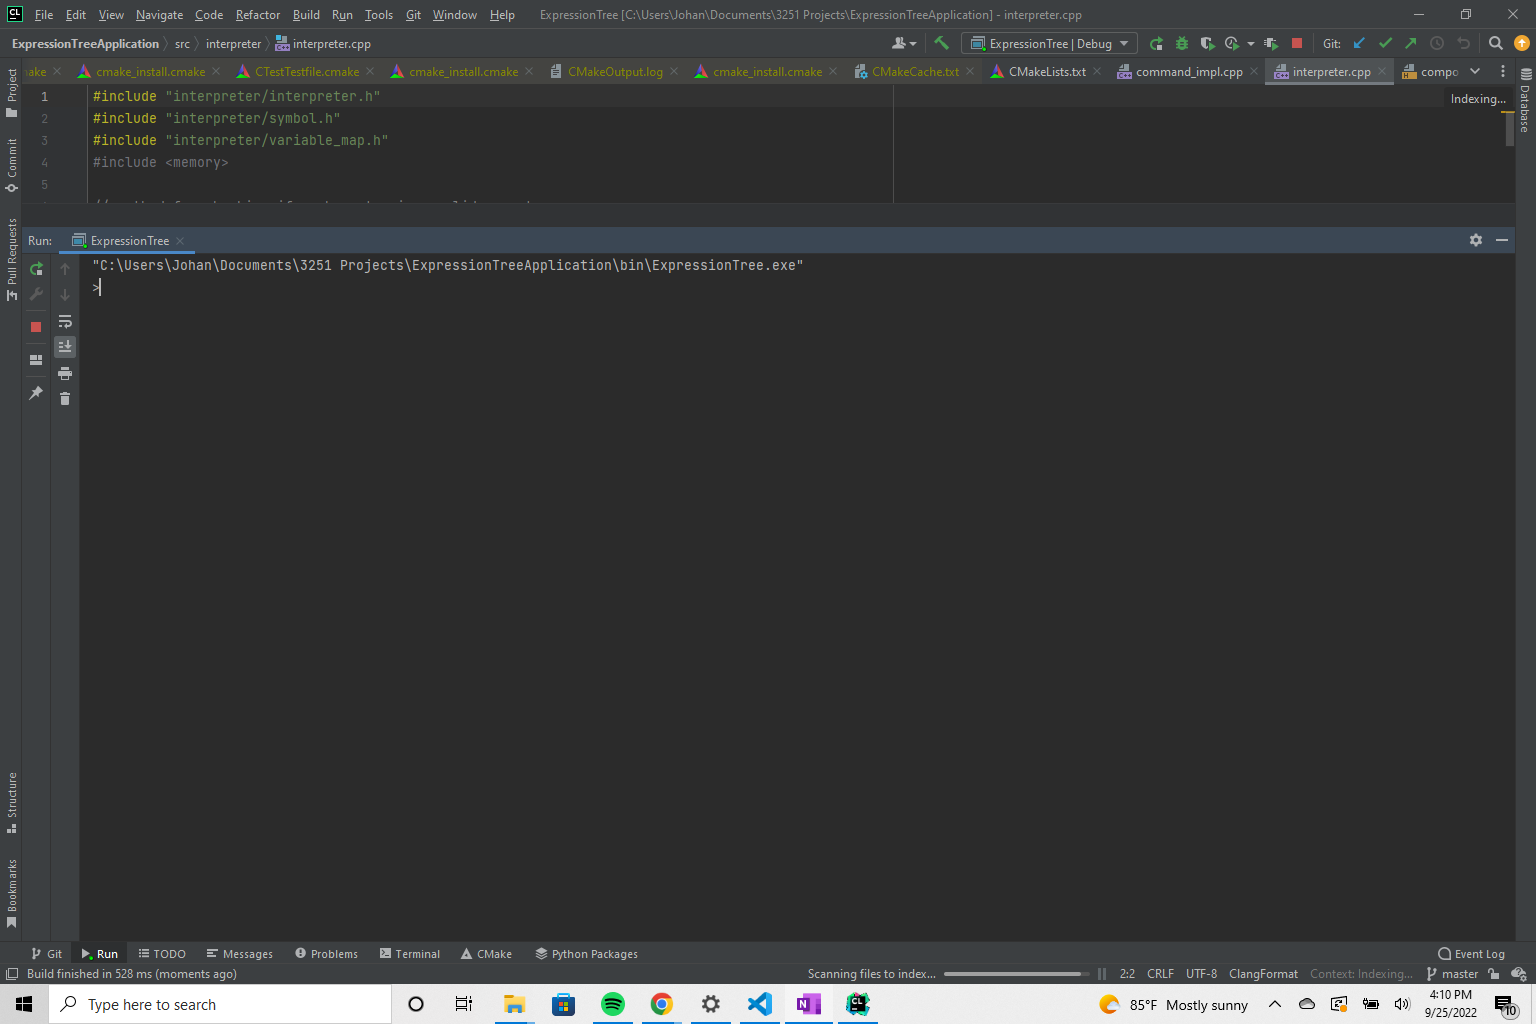 CL File Edit View Navigate Code Refactor Build Run Tools Git Window Help ExpressionTree [C:\Users\Johan\Documents\3251 Projects\ExpressionTreeApplication] - interpreter.cpp
ExpressionTreeApplication src interpreter interpreter.cpp ExpressionTree | Debug Git:
ake cmake_install.cmake CTestTestfile.cmake cmake_install.cmake CMakeOutput.log cmake_install.cmake CMakeCache.txt CMakeLists.txt command_impl.cpp interpreter.cpp compo
Project
Commit
Pull Requests
Structure
Bookmarks
Database
1 #include "interpreter/interpreter.h"
Indexing...
2 #include "interpreter/symbol.h"
3 #include "interpreter/variable_map.h"
4 #include <memory>
5
Run: ExpressionTree
"C:\Users\Johan\Documents\3251 Projects\ExpressionTreeApplication\bin\ExpressionTree.exe"
>
Git Run TODO Messages Problems Terminal CMake Python Packages Event Log
Build finished in 528 ms (moments ago) Scanning files to index... 2:2 CRLF UTF-8 ClangFormat Context: Indexing... master
Type here to search 85°F Mostly sunny 4:10 PM
9/25/2022 10